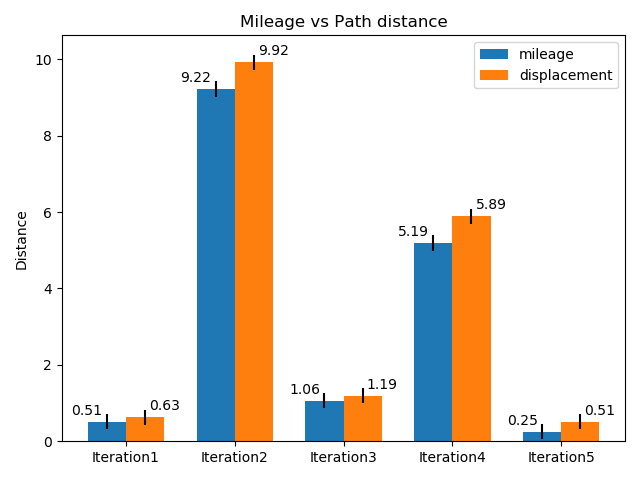 Mileage vs Path distance
mileage
displacement
Distance
10
8
6
4
2
0
0.51
0.63
9.22
9.92
1.06
1.19
5.19
5.89
0.25
0.51
Iteration1
Iteration2
Iteration3
Iteration4
Iteration5